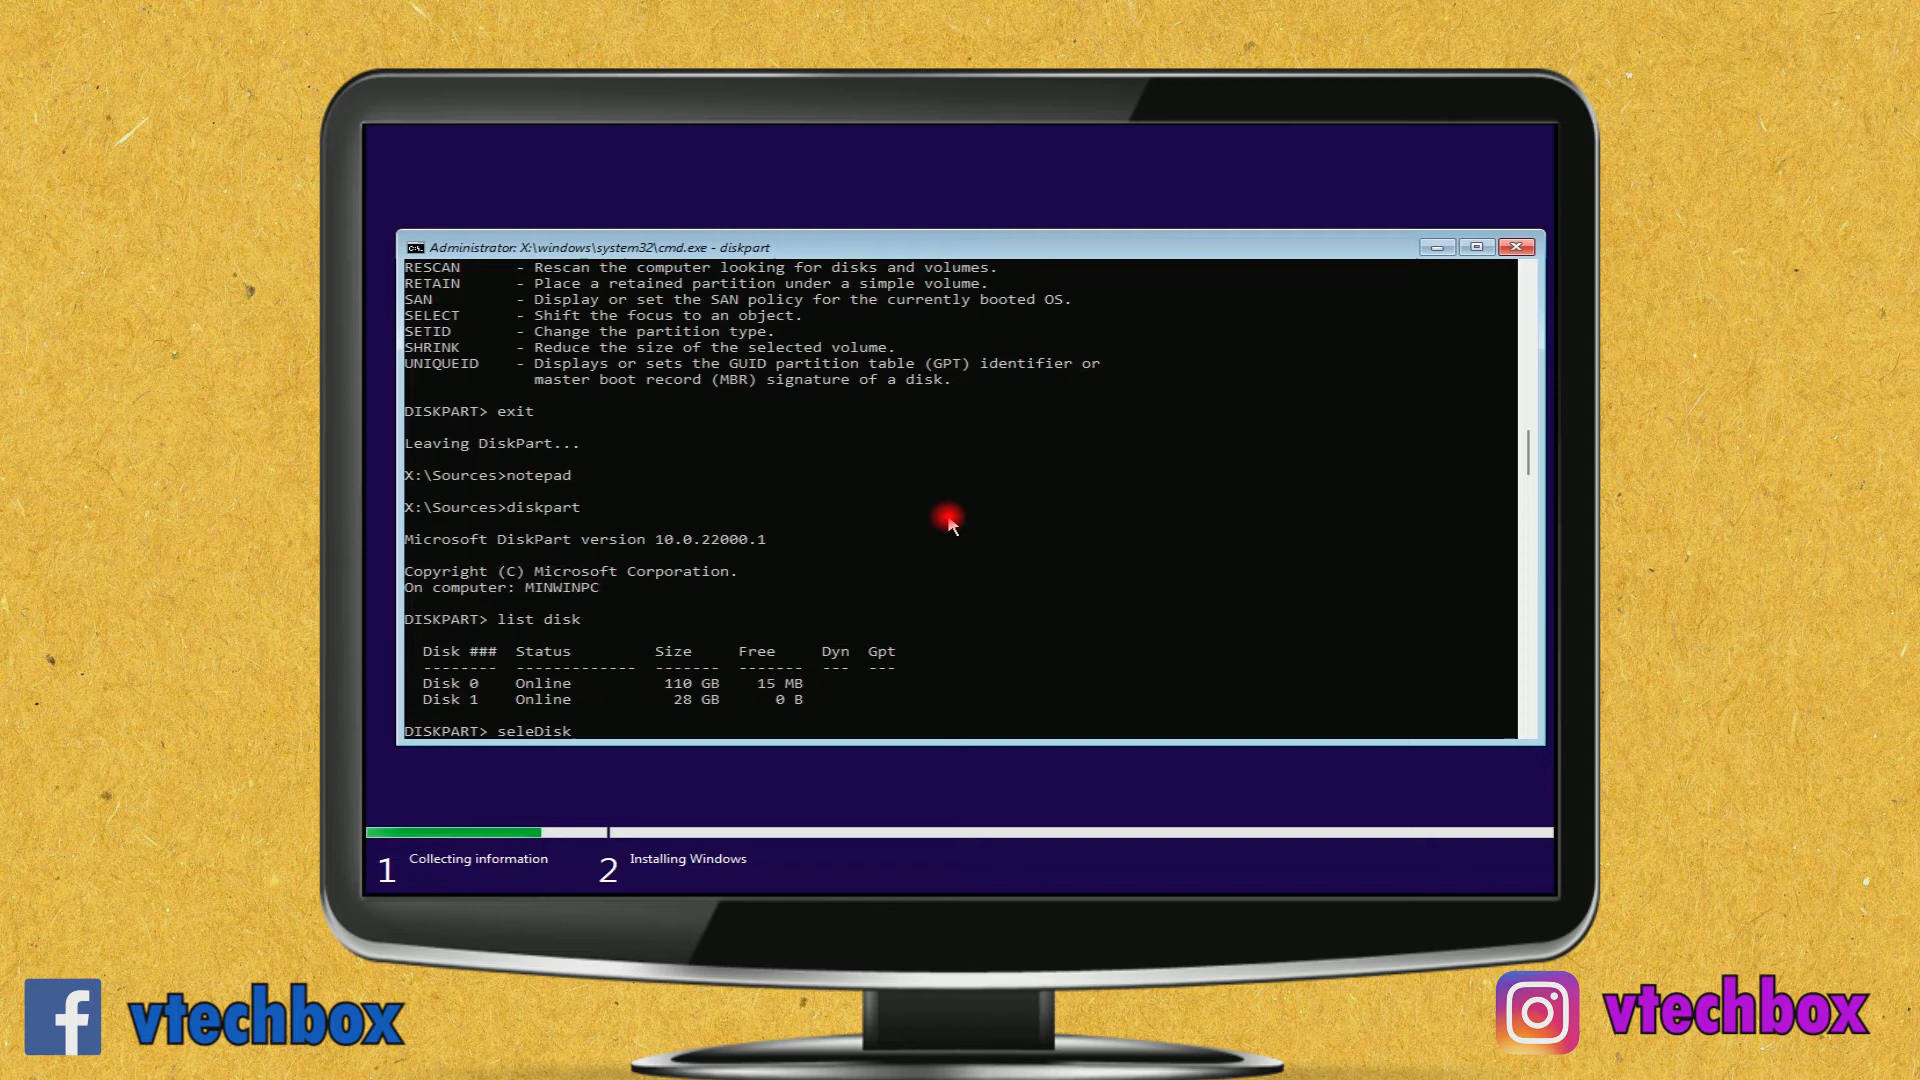 Administrator: X:\windows\system32\cmd.exe - diskpart
RESCAN - Rescan the computer looking for disks and volumes.
RETAIN - Place a retained partition under a simple volume.
SAN - Display or set the SAN policy for the currently booted OS.
SELECT - Shift the focus to an object.
SETID - Change the partition type.
SHRINK - Reduce the size of the selected volume.
UNIQUEID - Displays or sets the GUID partition table (GPT) identifier or
master boot record (MBR) signature of a disk.
DISKPART> exit
Leaving DiskPart...
X:\Sources>notepad
X:\Sources>diskpart
Microsoft DiskPart version 10.0.22000.1
Copyright (C) Microsoft Corporation.
On computer: MINWINPC
DISKPART> list disk
Disk ### Status Size Free Dyn Gpt
-------- ------------- ------- ------- --- ---
Disk 0 Online 110 GB 15 MB
Disk 1 Online 28 GB 0 B
DISKPART> seleDisk
1 Collecting information 2 Installing Windows
vtechbox vtechbox